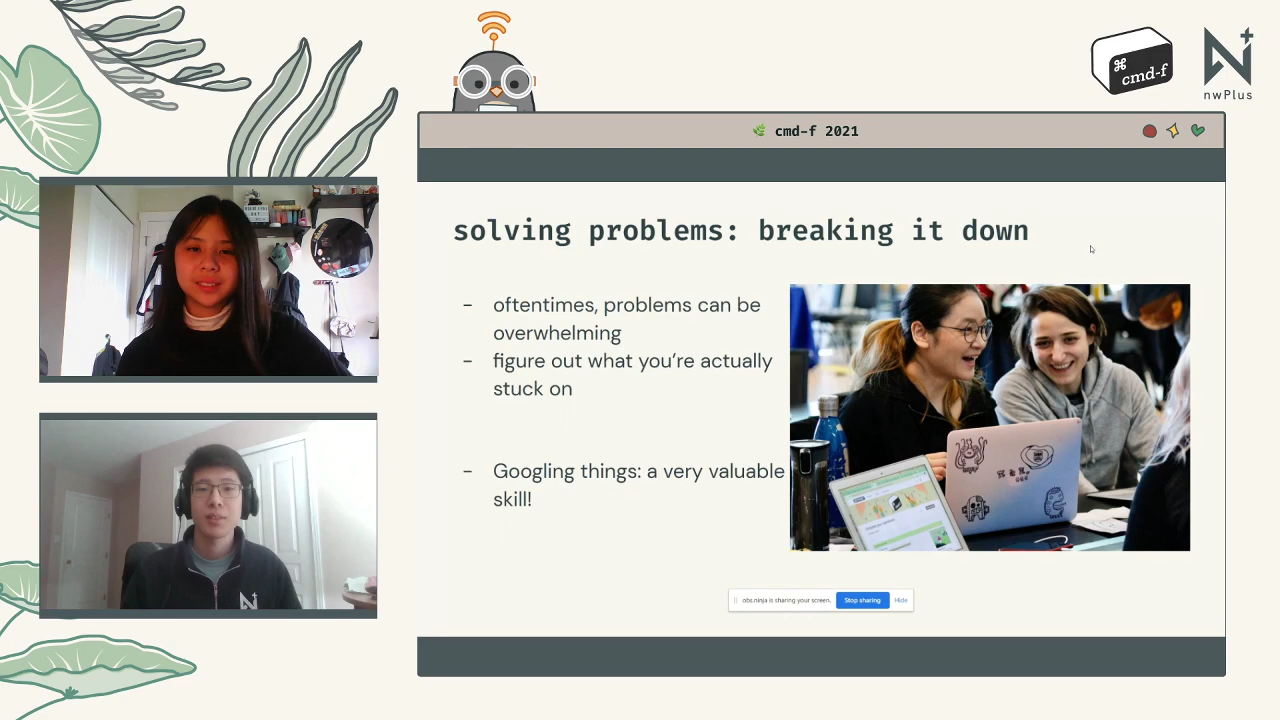 ⌘
cmd-f
nwPlus
cmd-f 2021
solving problems: breaking it down
- oftentimes, problems can be
overwhelming
- figure out what you’re actually
stuck on
- Googling things: a very valuable
skill!
obs.ninja is sharing your screen.
Stop sharing
Hide